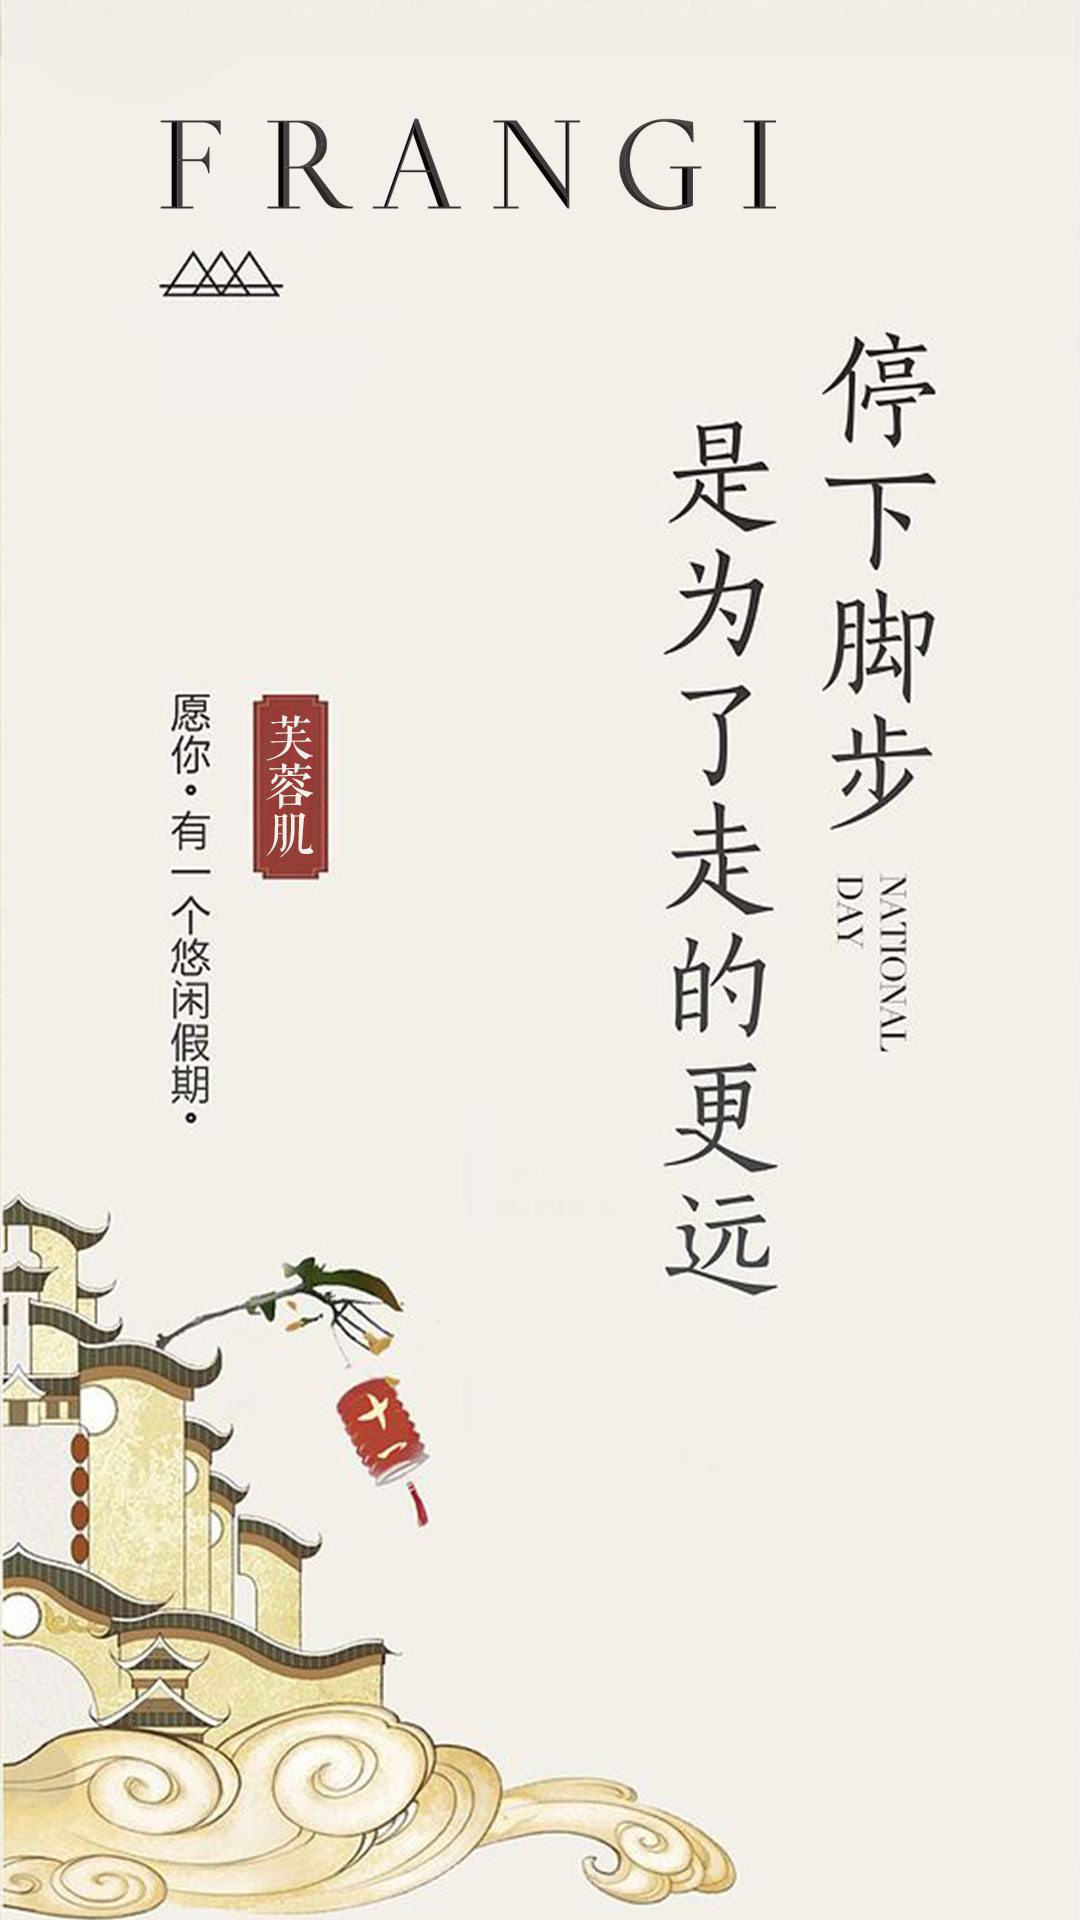 FRANGI
停下脚步
是为了走的更远
NATIONAL
DAY
芙蓉肌
愿你。有一个悠闲假期。
十一